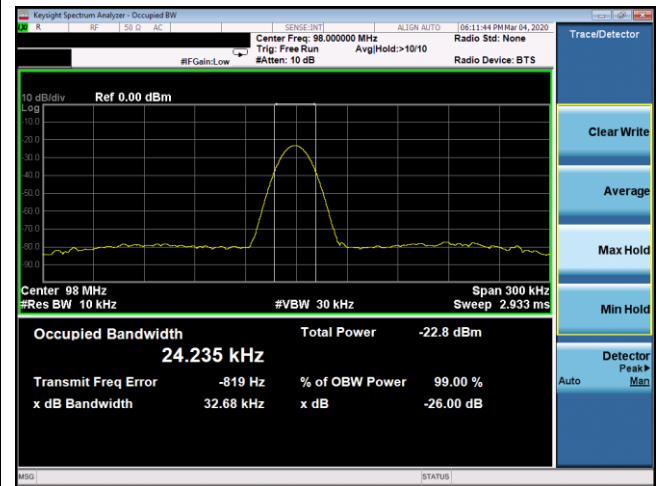 Keysight Spectrum Analyzer - Occupied BW
R RF 50 Ω AC SENSE:INT ALIGN AUTO 06:11:44 PM Mar 04, 2020
Center Freq: 98.000000 MHz Radio Std: None
Trig: Free Run Avg|Hold:>10/10
#IFGain:Low #Atten: 10 dB Radio Device: BTS
Trace/Detector
10 dB/div Ref 0.00 dBm
Log
-10.0
-20.0
-30.0
-40.0
-50.0
-60.0
-70.0
-80.0
-90.0
Center 98 MHz Span 300 kHz
#Res BW 10 kHz #VBW 30 kHz Sweep 2.933 ms
Occupied Bandwidth Total Power -22.8 dBm
24.235 kHz
Transmit Freq Error -819 Hz % of OBW Power 99.00 %
x dB Bandwidth 32.68 kHz x dB -26.00 dB
Clear Write
Average
Max Hold
Min Hold
Detector
Peak▶
Auto Man
MSG STATUS